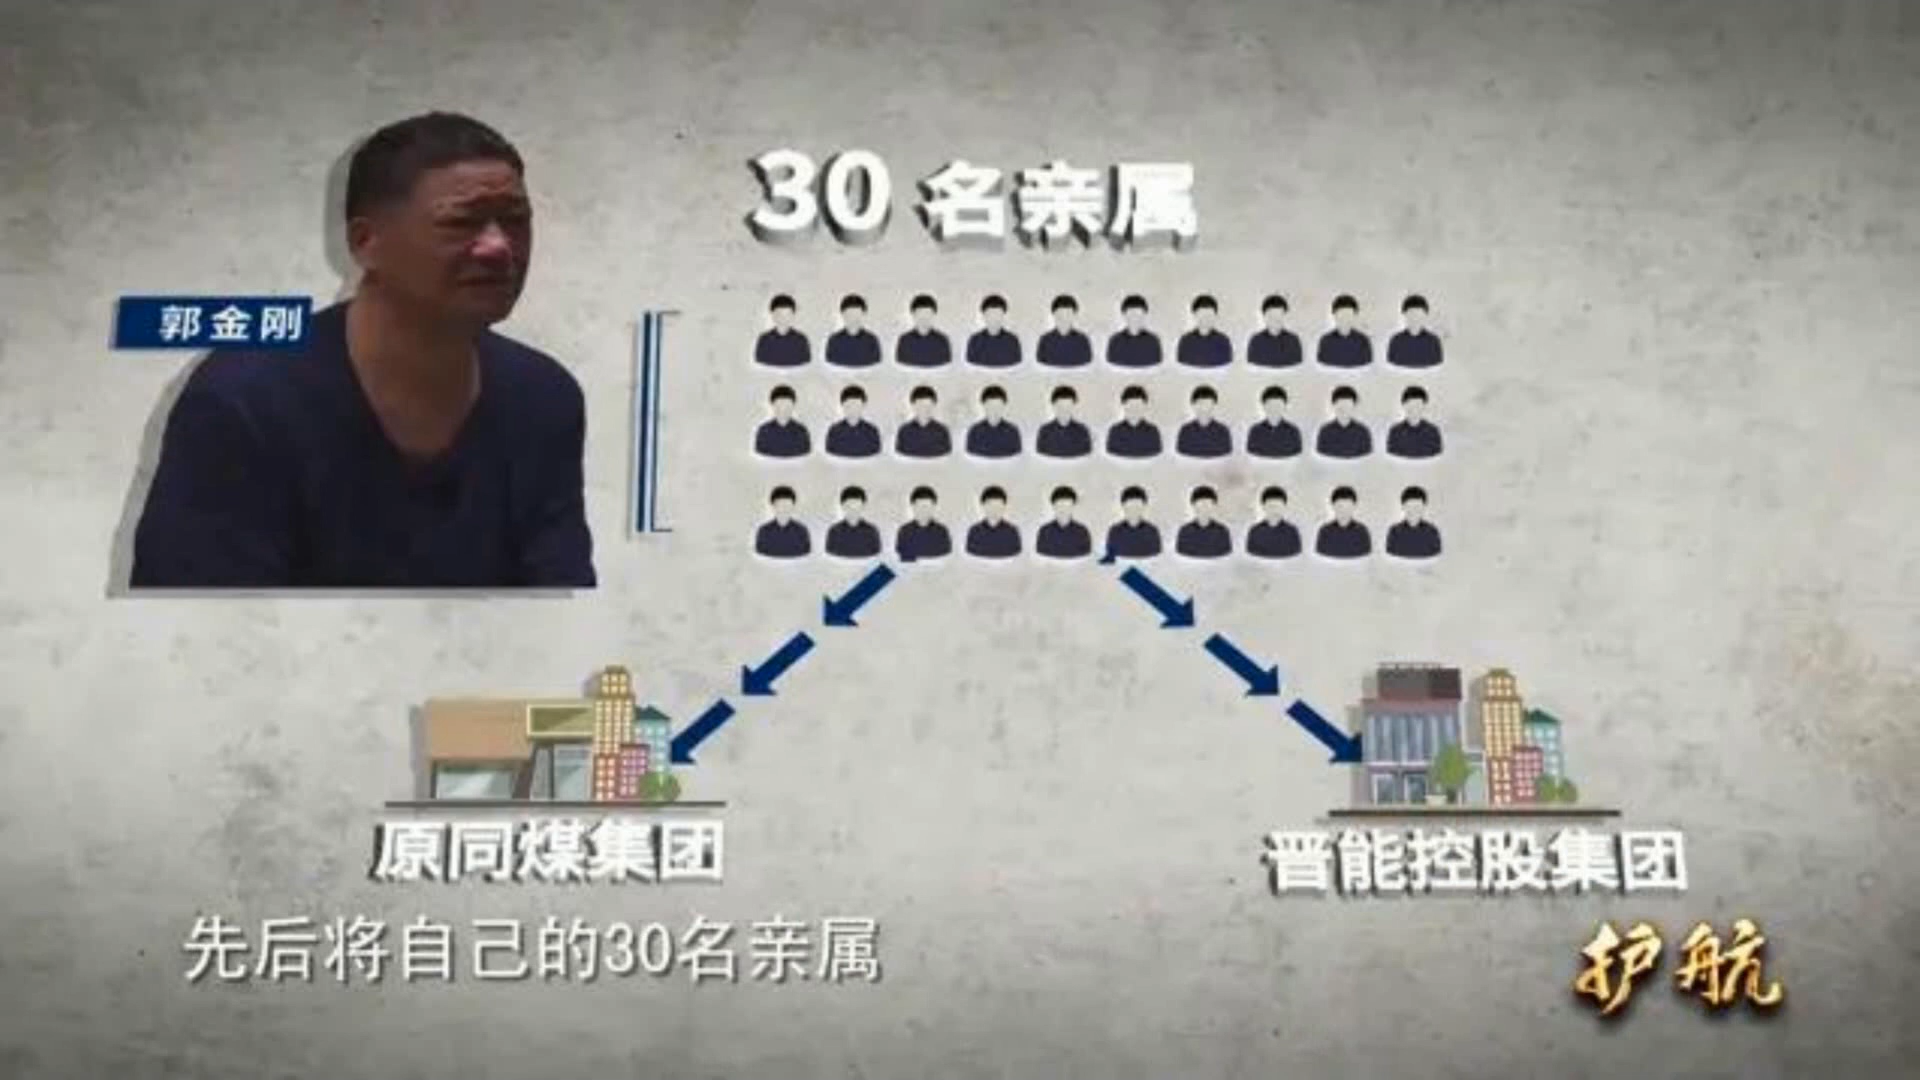 30 名亲属
郭金刚
原同煤集团
晋能控股集团
先后将自己的30名亲属
护航